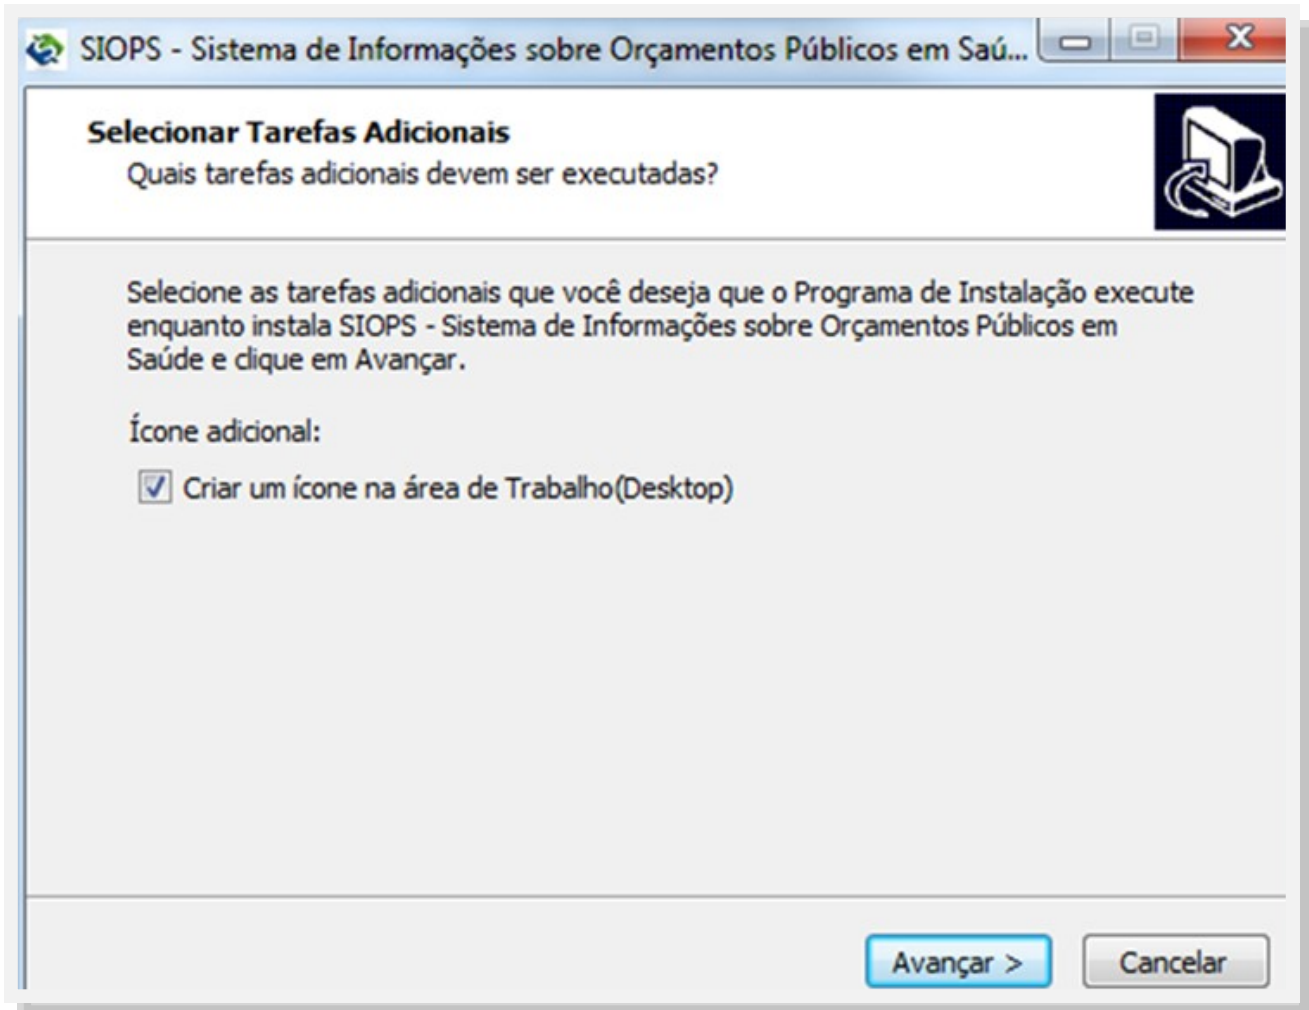 SIOPS - Sistema de Informações sobre Orçamentos Públicos em Saú...
Selecionar Tarefas Adicionais
Quais tarefas adicionais devem ser executadas?
Selecione as tarefas adicionais que você deseja que o Programa de Instalação execute
enquanto instala SIOPS - Sistema de Informações sobre Orçamentos Públicos em
Saúde e clique em Avançar.
Ícone adicional:
Criar um ícone na área de Trabalho(Desktop)
Avançar >
Cancelar